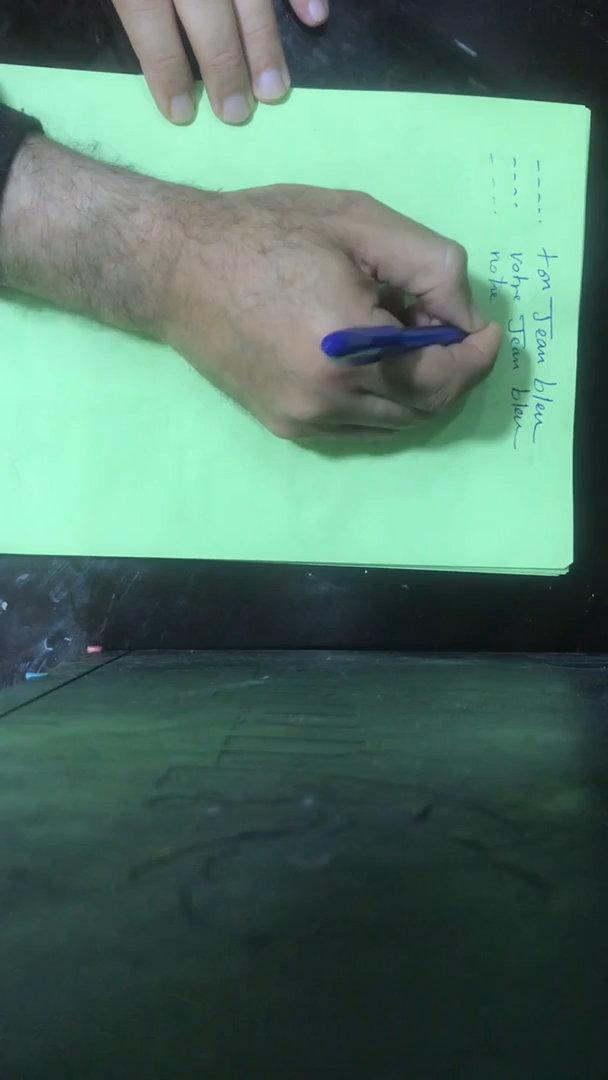 ----. ton Jean bleu
----. votre Jean bleu
----. notre